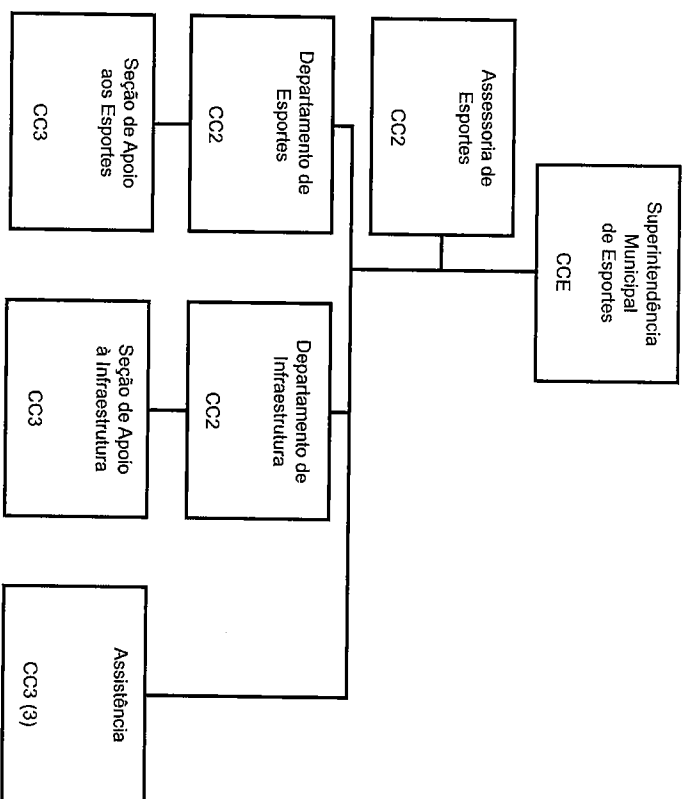 Superintendência
Municipal
de Esportes
CCE
Assessoria de
Esportes
CC2
Departamento de
Esportes
CC2
Departamento de
Infraestrutura
CC2
Seção de Apoio
aos Esportes
CC3
Seção de Apoio
à Infraestrutura
CC3
Assistência
CC3 (3)